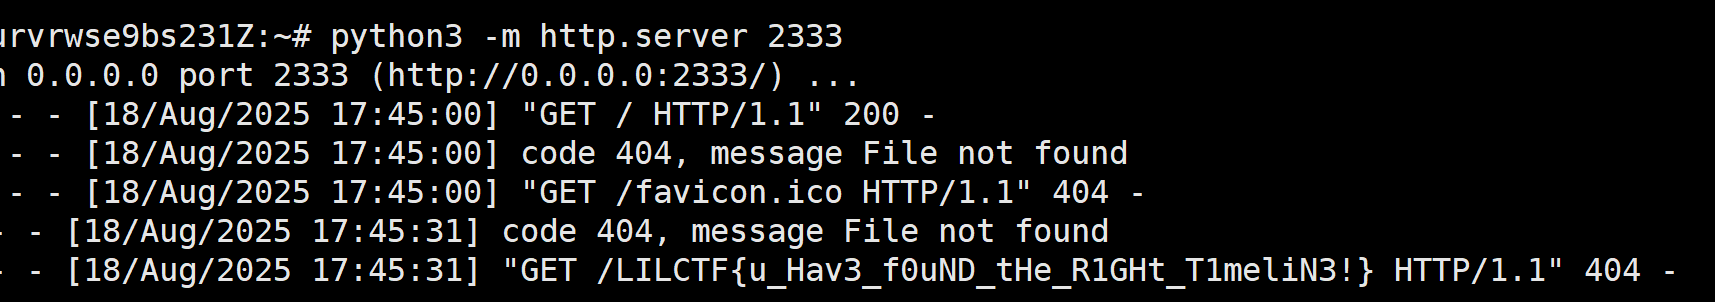 urvrwse9bs231Z:~# python3 -m http.server 2333
n 0.0.0.0 port 2333 (http://0.0.0.0:2333/) ...
- - [18/Aug/2025 17:45:00] "GET / HTTP/1.1" 200 -
- - [18/Aug/2025 17:45:00] code 404, message File not found
- - [18/Aug/2025 17:45:00] "GET /favicon.ico HTTP/1.1" 404 -
- - [18/Aug/2025 17:45:31] code 404, message File not found
- - [18/Aug/2025 17:45:31] "GET /LILCTF{u_Hav3_f0uND_tHe_R1GHt_T1meliN3!} HTTP/1.1" 404 -